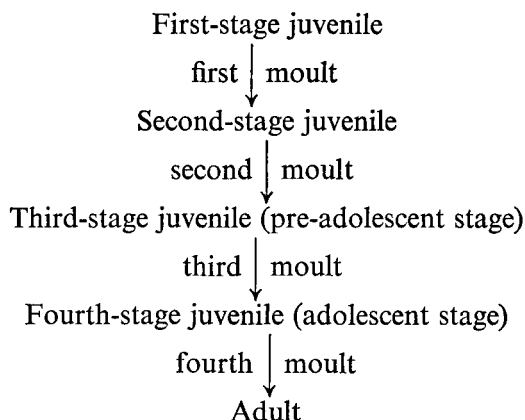 First-stage juvenile
first moult
Second-stage juvenile
second moult
Third-stage juvenile (pre-adolescent stage)
third moult
Fourth-stage juvenile (adolescent stage)
fourth moult
Adult